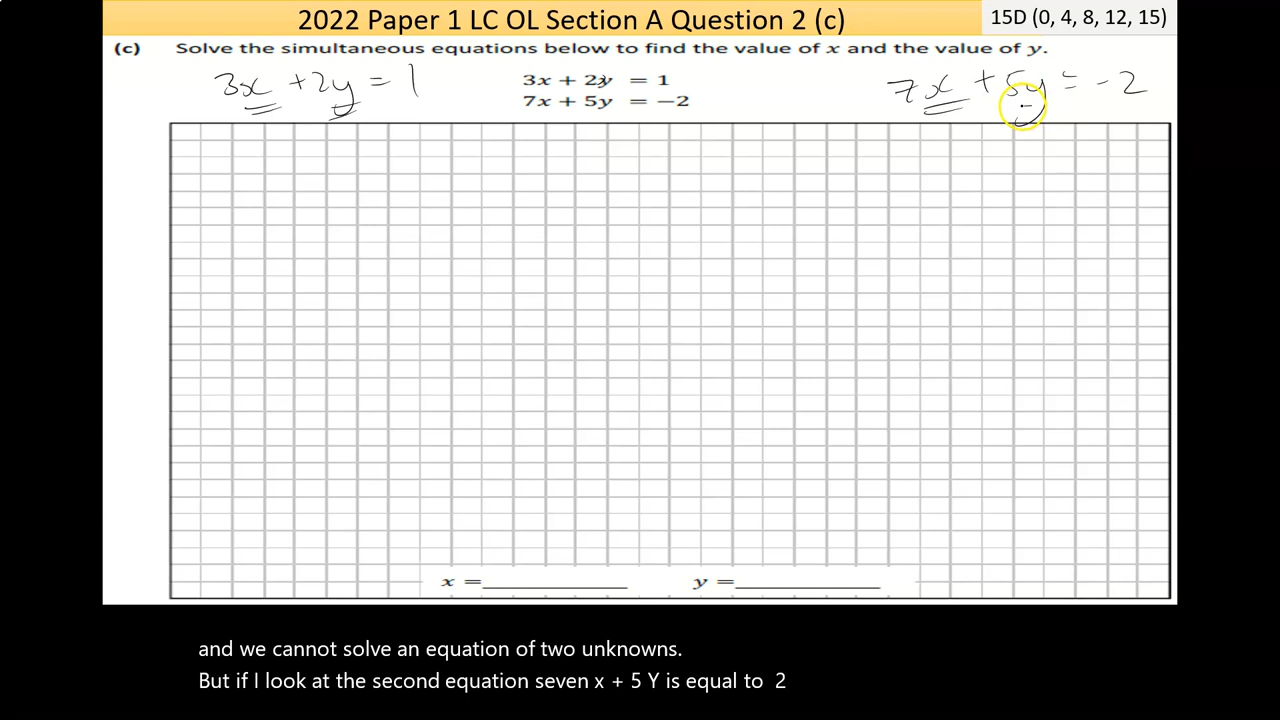 2022 Paper 1 LC OL Section A Question 2 (c)
15D (0, 4, 8, 12, 15)
(c) Solve the simultaneous equations below to find the value of x and the value of y.
3x + 2y = 1
3x + 2y = 1
7x + 5y = -2
7x + 5y = −2
x = ____________ y = ____________
and we cannot solve an equation of two unknowns.
But if I look at the second equation seven x + 5 Y is equal to 2